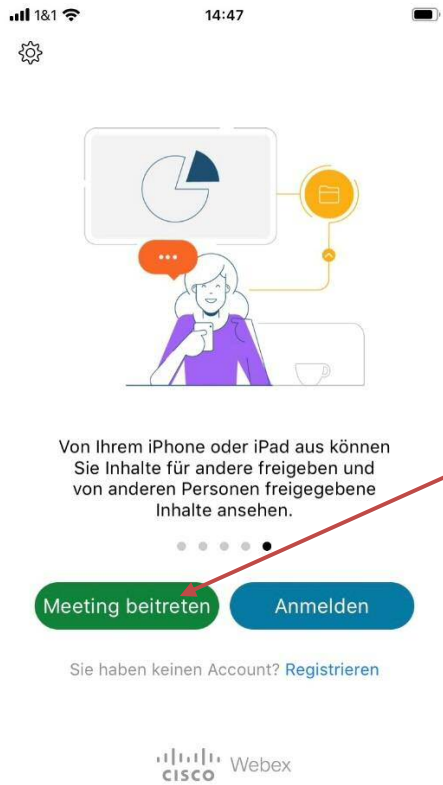 1&1
14:47
Von Ihrem iPhone oder iPad aus können
Sie Inhalte für andere freigeben und
von anderen Personen freigegebene
Inhalte ansehen.
Meeting beitreten
Anmelden
Sie haben keinen Account? Registrieren
CISCO Webex